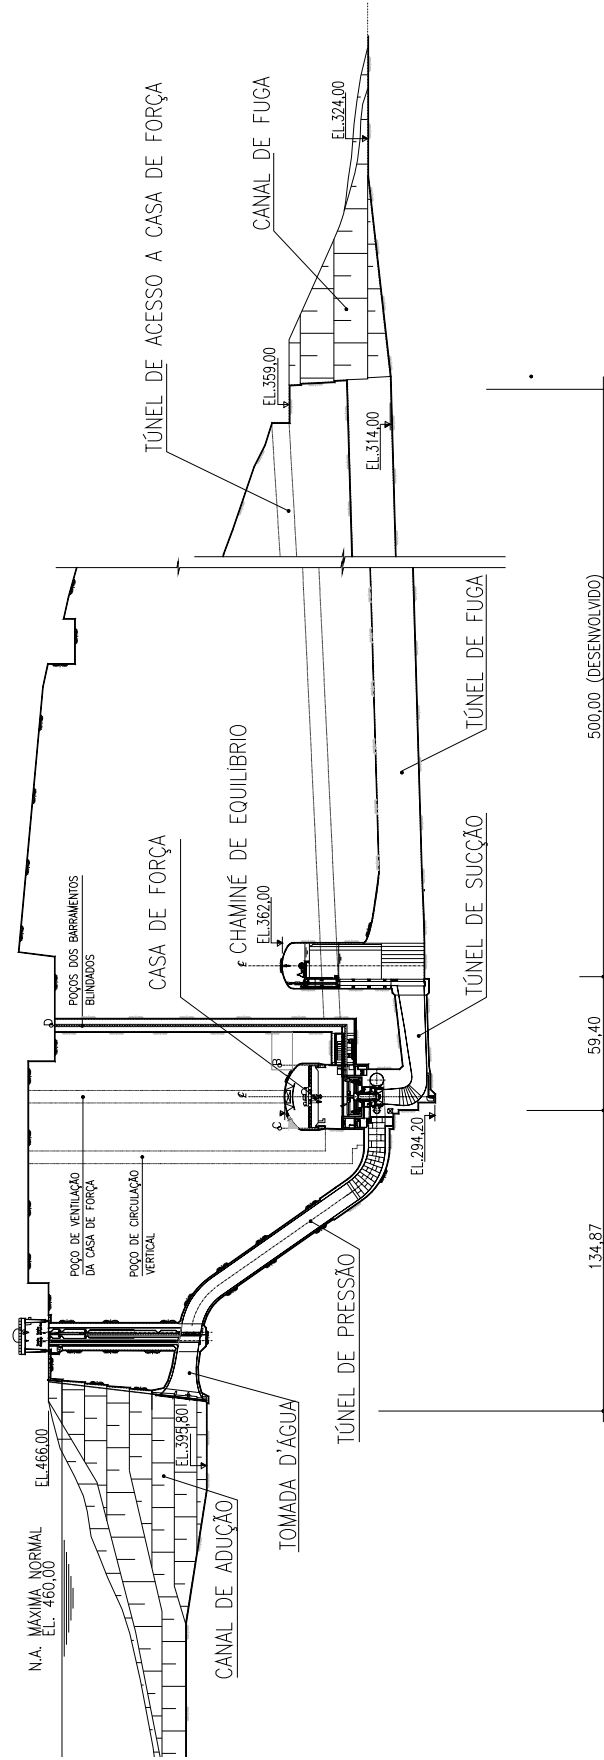 N.A. MÁXIMA NORMAL
EL. 460,00
EL.466,00
CANAL DE ADUÇÃO
EL.395,80
TOMADA D'ÁGUA
TÚNEL DE PRESSÃO
POÇO DE VENTILAÇÃO
DA CASA DE FORÇA
POÇO DE CIRCULAÇÃO
VERTICAL
EL.294,20
POÇOS DOS BARRAMENTOS
BLINDADOS
D
C
B
CASA DE FORÇA
CHAMINÉ DE EQUILÍBRIO
EL.362,00
TÚNEL DE SUCÇÃO
TÚNEL DE FUGA
TÚNEL DE ACESSO A CASA DE FORÇA
EL.359,00
EL.314,00
CANAL DE FUGA
EL.324,00
134,87
59,40
500,00 (DESENVOLVIDO)